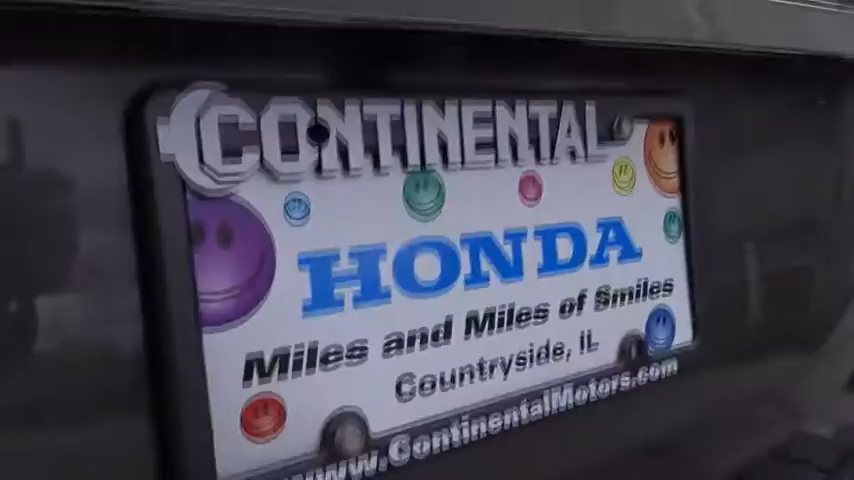 CONTINENTAL
HONDA
Miles and Miles of Smiles
Countryside, IL
www.ContinentalMotors.com